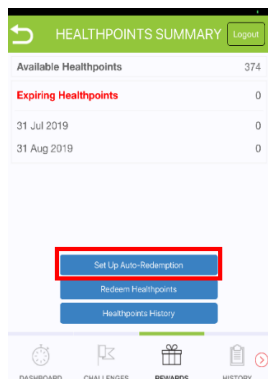 HEALTHPOINTS SUMMARY
Logout
Available Healthpoints 374
Expiring Healthpoints 0
31 Jul 2019 0
31 Aug 2019 0
Set Up Auto-Redemption
Redeem Healthpoints
Healthpoints History
DASHBOARD CHALLENGES REWARDS HISTORY